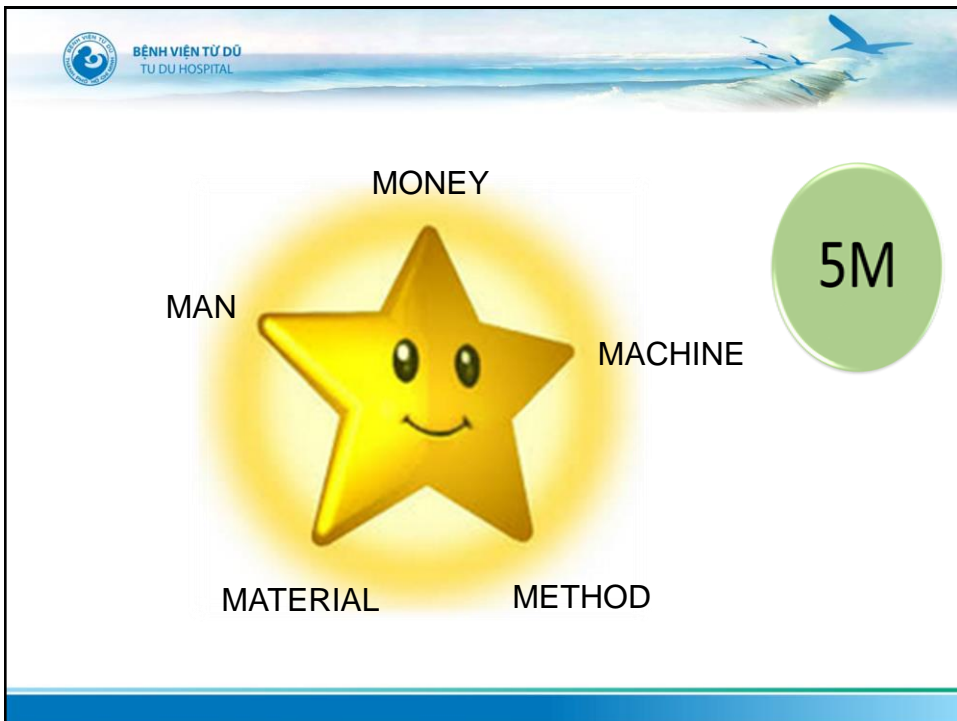 BỆNH VIỆN TỪ DŨ
TU DU HOSPITAL
MONEY
5M
MAN
MACHINE
MATERIAL
METHOD